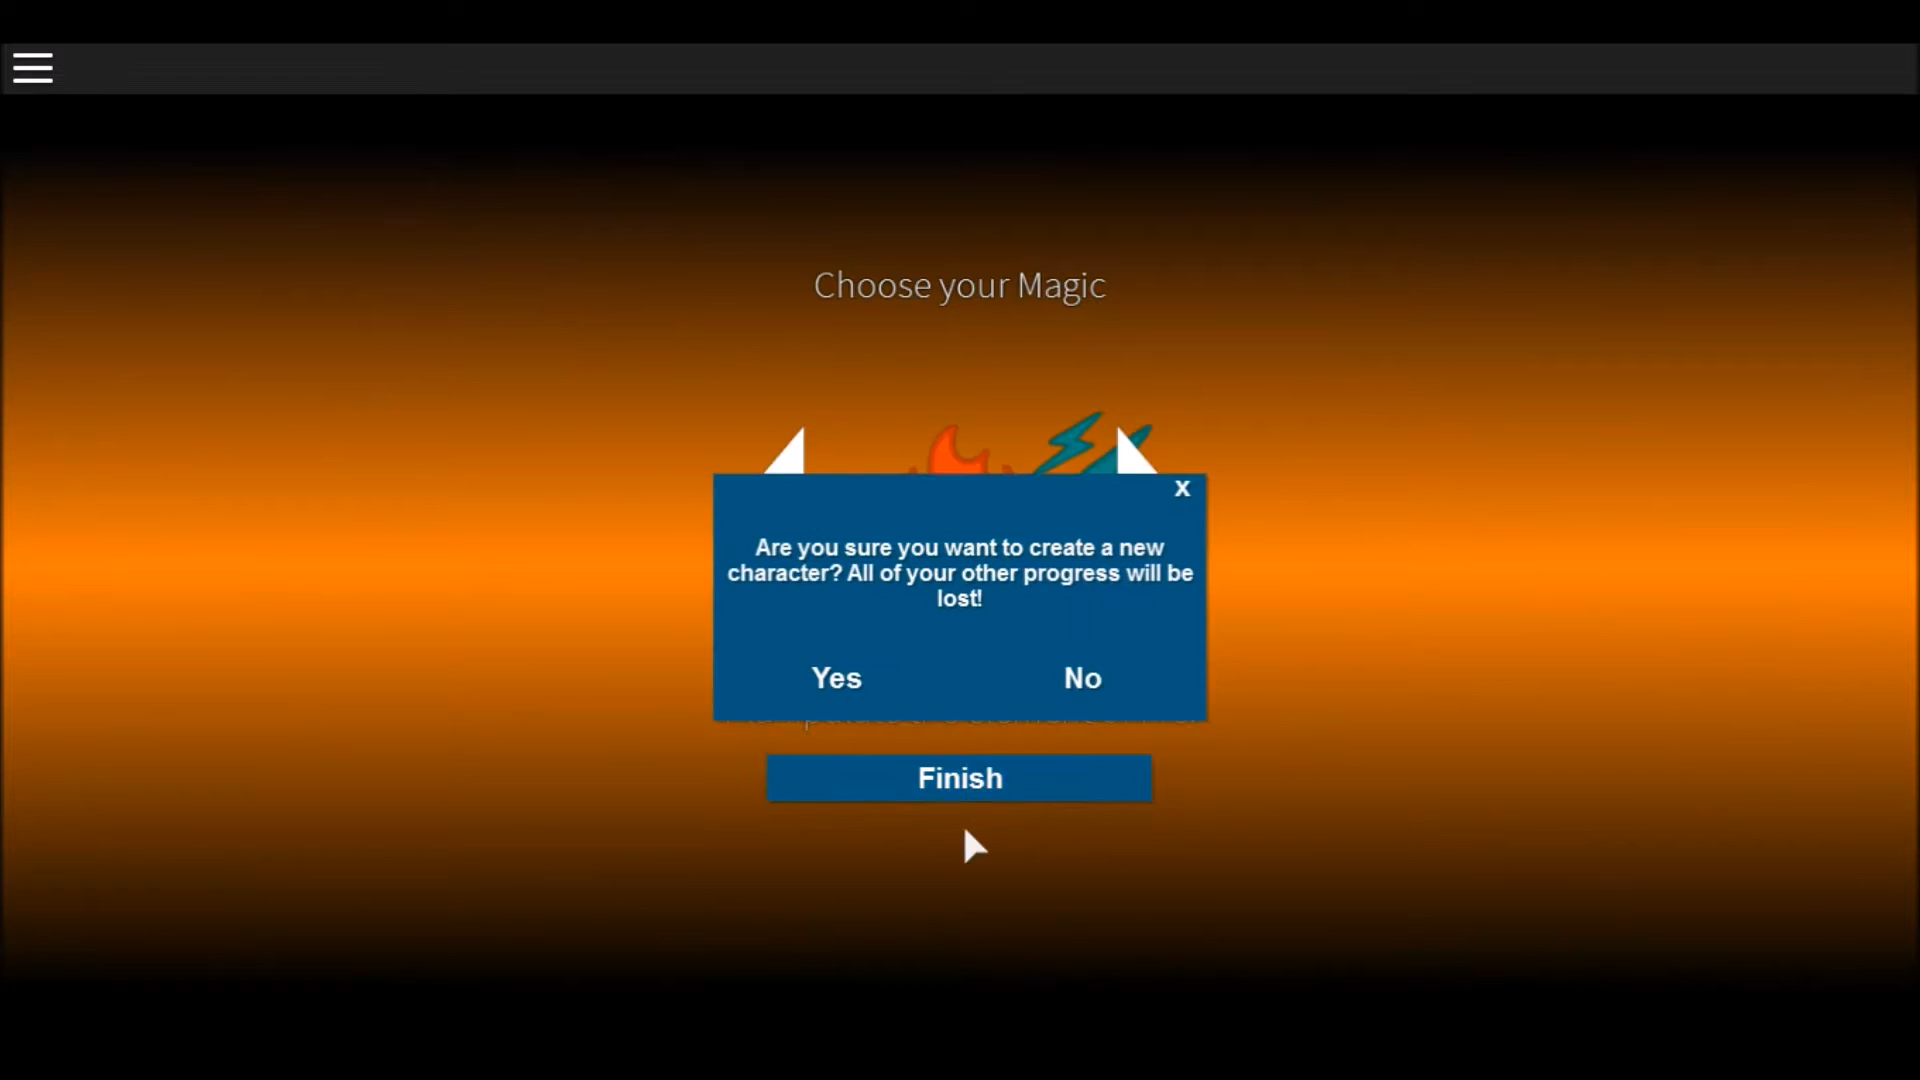 Choose your Magic
X
Are you sure you want to create a new
character? All of your other progress will be
lost!
Yes
No
Finish